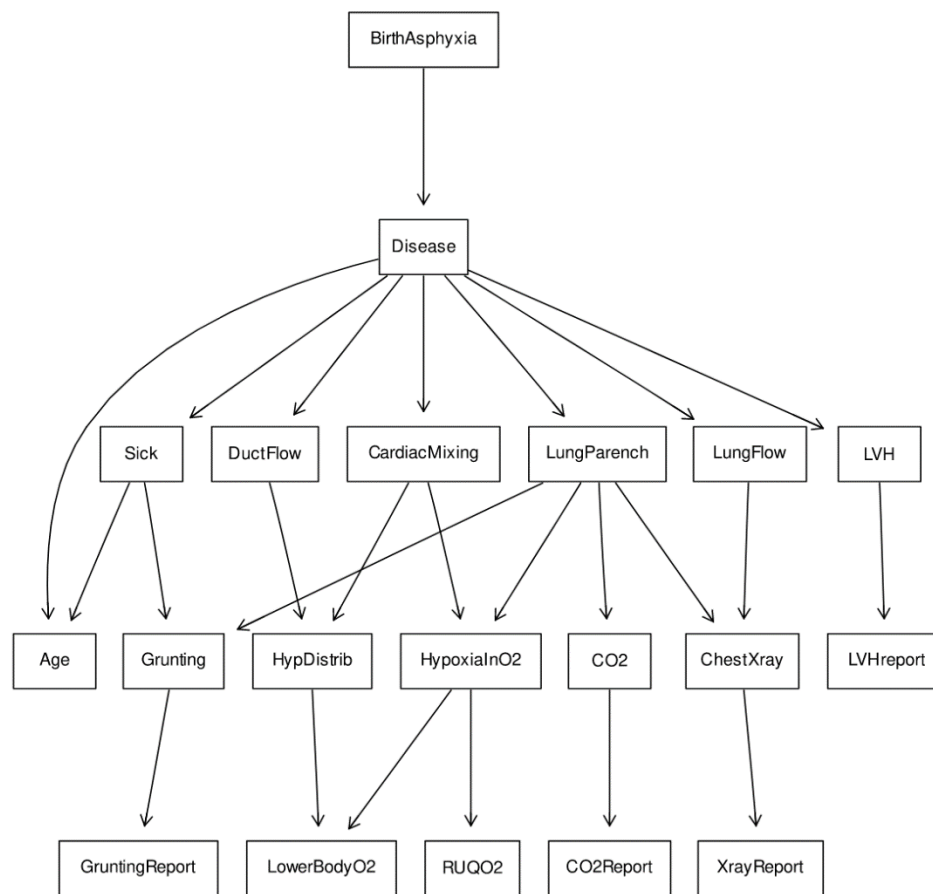 BirthAsphyxia
Disease
Sick
DuctFlow
CardiacMixing
LungParench
LungFlow
LVH
Age
Grunting
HypDistrib
HypoxiaInO2
CO2
ChestXray
LVHreport
GruntingReport
LowerBodyO2
RUQO2
CO2Report
XrayReport